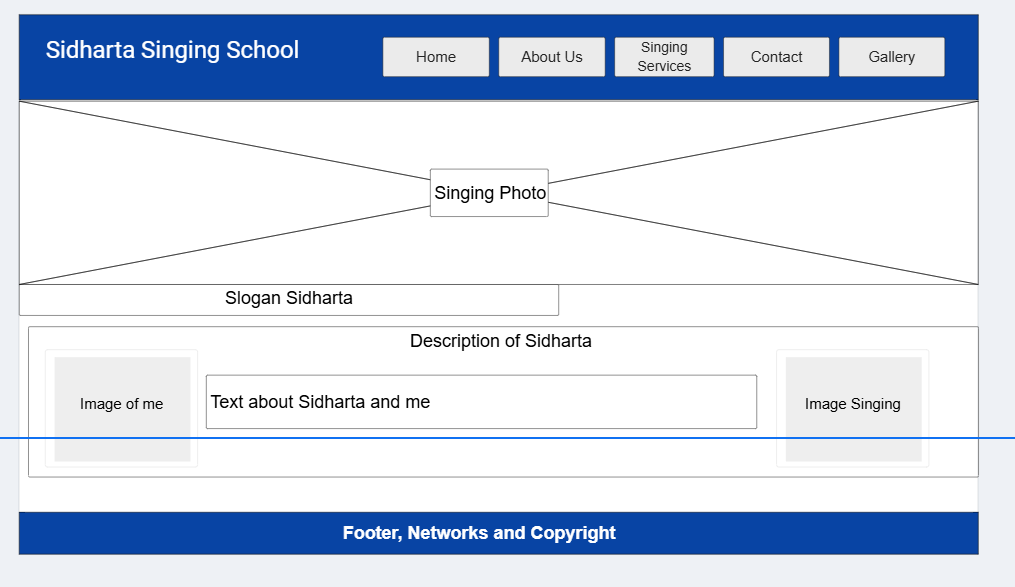 Sidharta Singing School
Home
About Us
Singing
Services
Contact
Gallery
Singing Photo
Slogan Sidharta
Description of Sidharta
Image of me
Text about Sidharta and me
Image Singing
Footer, Networks and Copyright